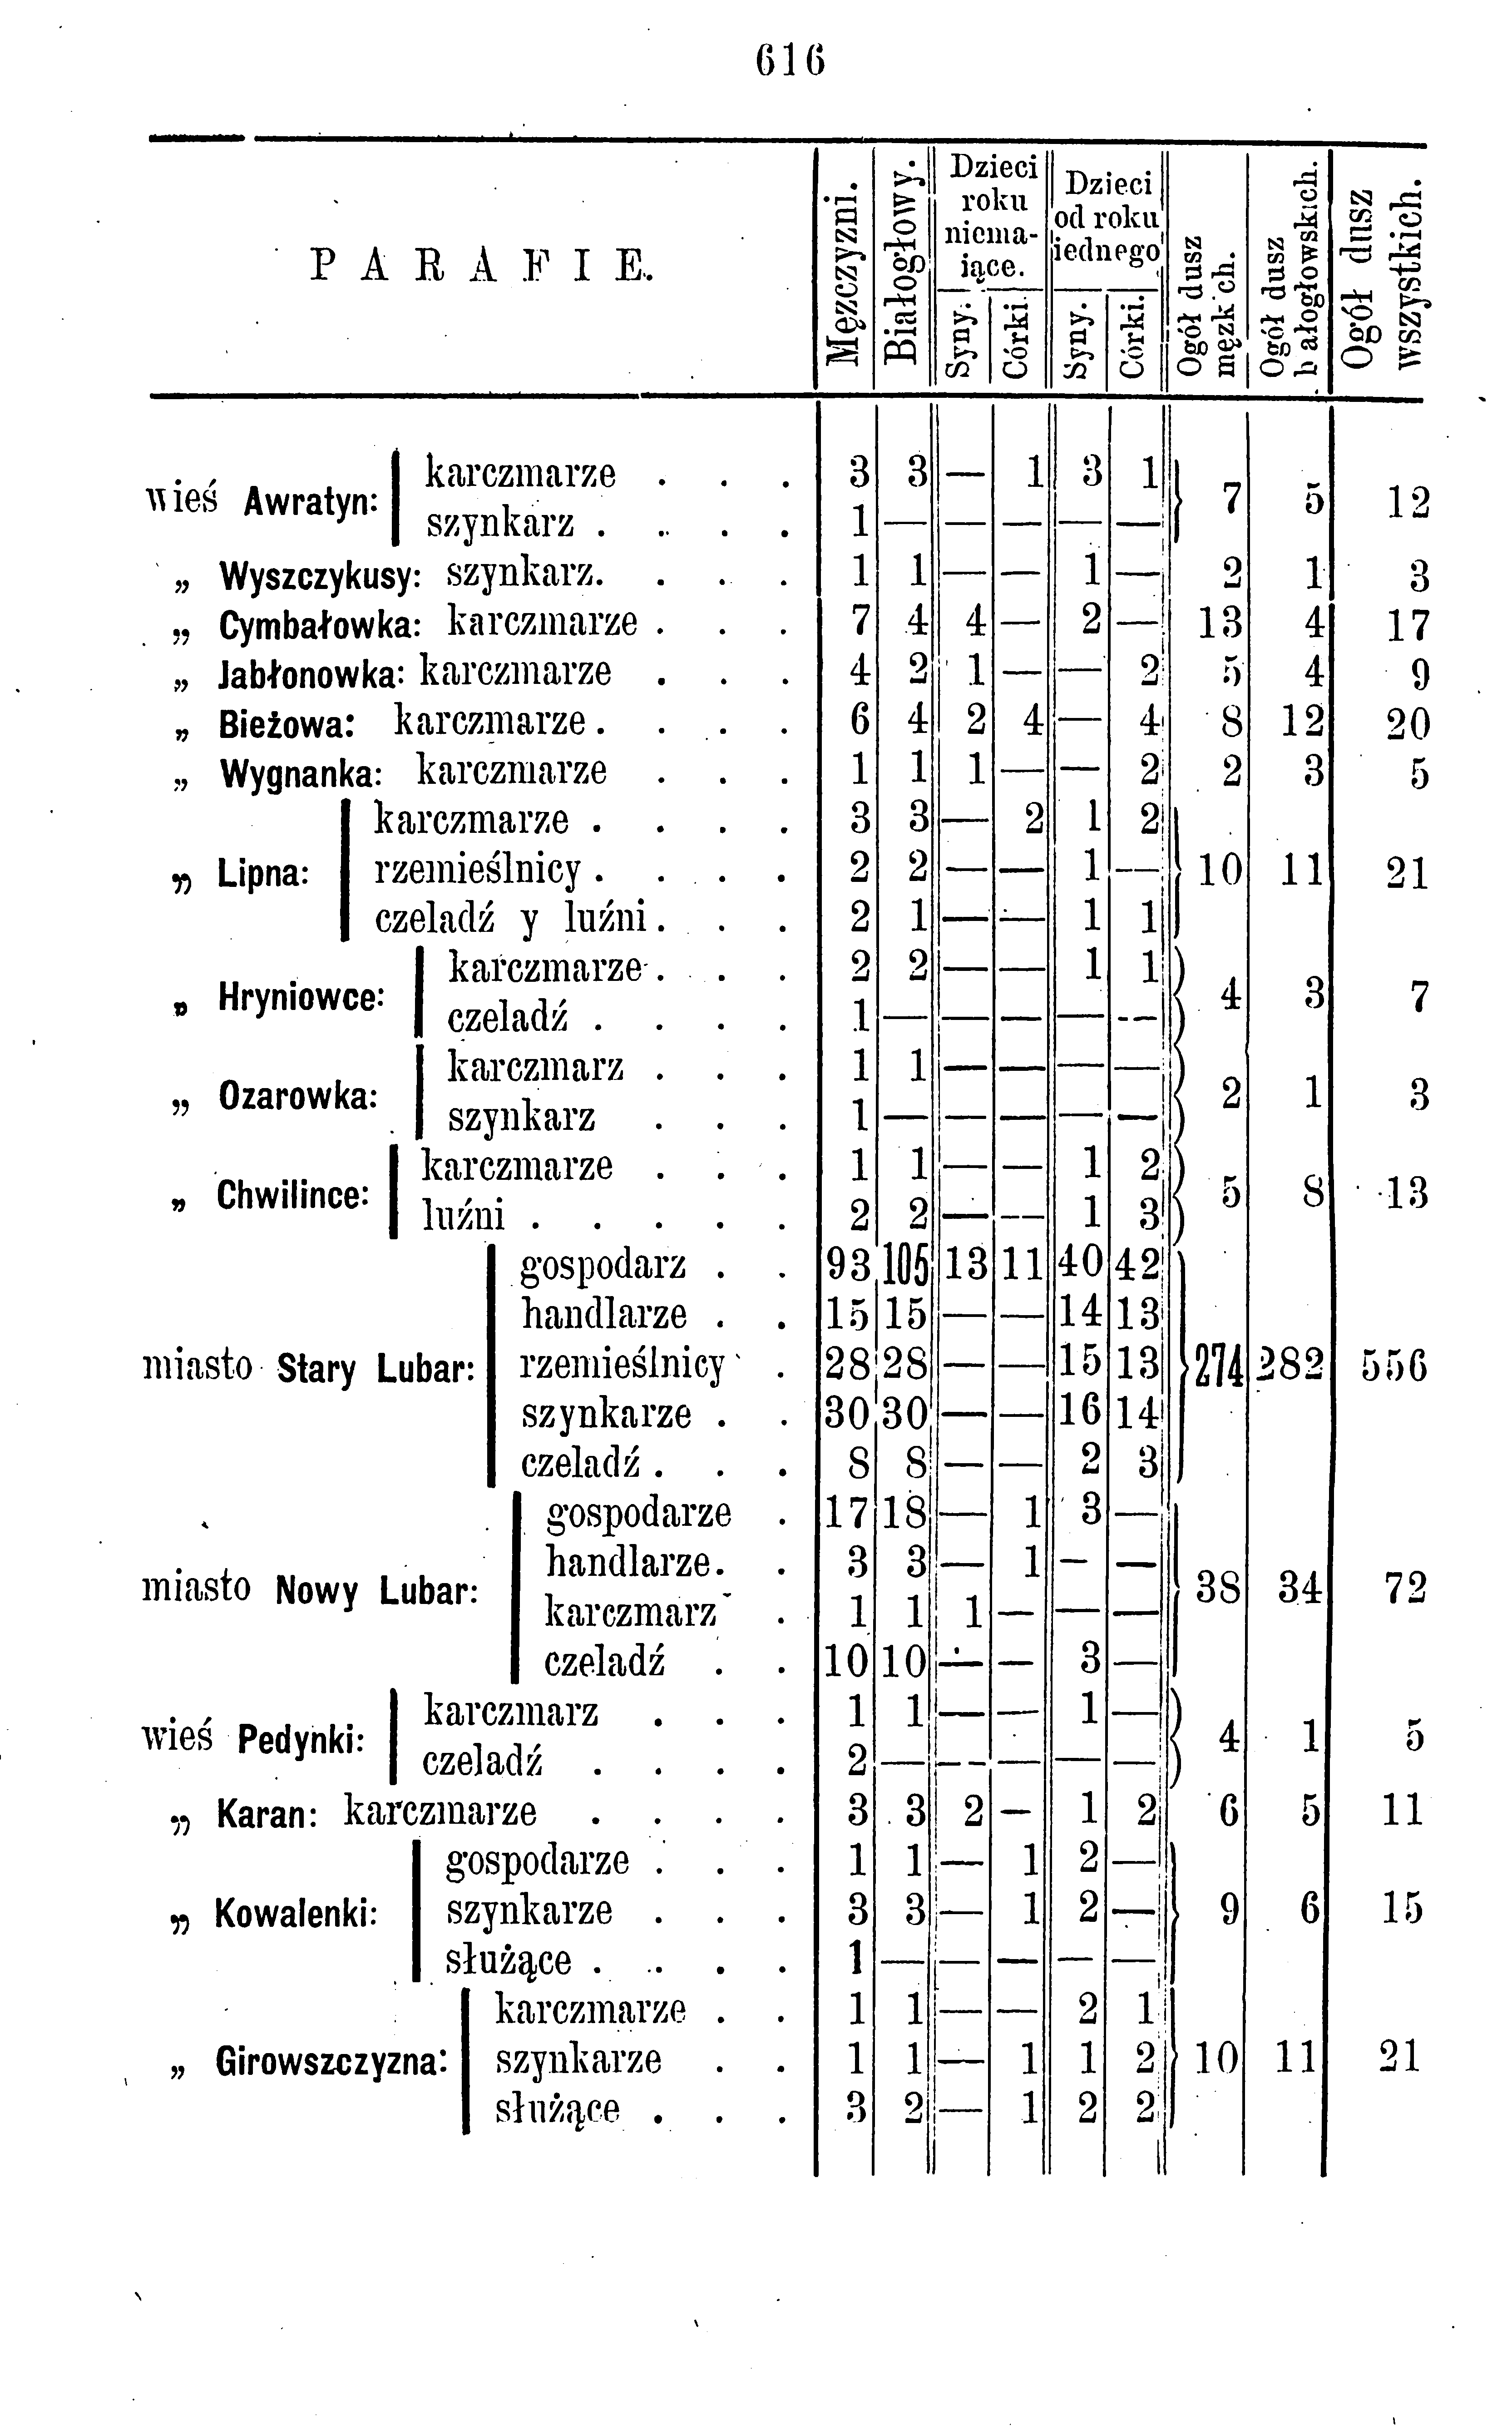 616
PARAFIE.
Męzczyzni.
Białogłowy.
Dzieci
roku
niema-
iące.
Syny.
Córki.
Dzieci
od roku
iednego
Syny.
Córki.
Ogół dusz
męzk ch.
Ogół dusz
b ałogłowskich.
Ogół dusz
wszystkich.
karczmarze . . . 3 3 — 1 3 1
wieś Awratyn: 7 5 12
szynkarz . . . . 1 — — — — —
„ Wyszczykusy: szynkarz. . . . 1 1 — — 1 — 2 1 3
„ Cymbałowka: karczmarze . . . 7 4 4 — 2 — 13 4 17
„ Jabłonowka: karczmarze . . . 4 2 1 — — 2 5 4 9
„ Bieżowa: karczmarze . . . . 6 4 2 4 — 4 8 12 20
„ Wygnanka: karczmarze . . . 1 1 1 — — 2 2 3 5
karczmarze . . . . 3 3 — 2 1 2
„ Lipna: rzemieślnicy . . . . 2 2 — — 1 — 10 11 21
czeladź y luźni . . . 2 1 — — 1 1
karczmarze . . . 2 2 — — 1 1
„ Hryniowce: 4 3 7
czeladź . . . . 1 — — — — —
karczmarz . . . 1 1 — — — —
„ Ozarowka: 2 1 3
szynkarz . . . 1 — — — — —
karczmarze . . . 1 1 — — 1 2
„ Chwilince: 5 8 13
luźni . . . . . 2 2 — — 1 3
gospodarz . . 93 105 13 11 40 42
handlarze . . 15 15 — — 14 13
miasto Stary Lubar: rzemieślnicy . 28 28 — — 15 13 274 282 556
szynkarze . . 30 30 — — 16 14
czeladź . . . 8 8 — — 2 3
gospodarze . 17 18 — 1 3 —
handlarze. . 3 3 — 1 — —
miasto Nowy Lubar: 38 34 72
karczmarz . 1 1 1 — — —
czeladź . . 10 10 — — 3 —
karczmarz . . . 1 1 — — 1 —
wieś Pedynki: 4 1 5
czeladź . . . . 2 — — — — —
„ Karan: karczmarze . . . . 3 3 2 — 1 2 6 5 11
gospodarze . . . 1 1 — 1 2 —
„ Kowalenki: szynkarze . . . 3 3 — 1 2 — 9 6 15
służące . . . . 1 — — — — —
karczmarze . . 1 1 — — 2 1
„ Girowszczyzna: szynkarze . . 1 1 — 1 1 2 10 11 21
służące . . . 3 2 — 1 2 2